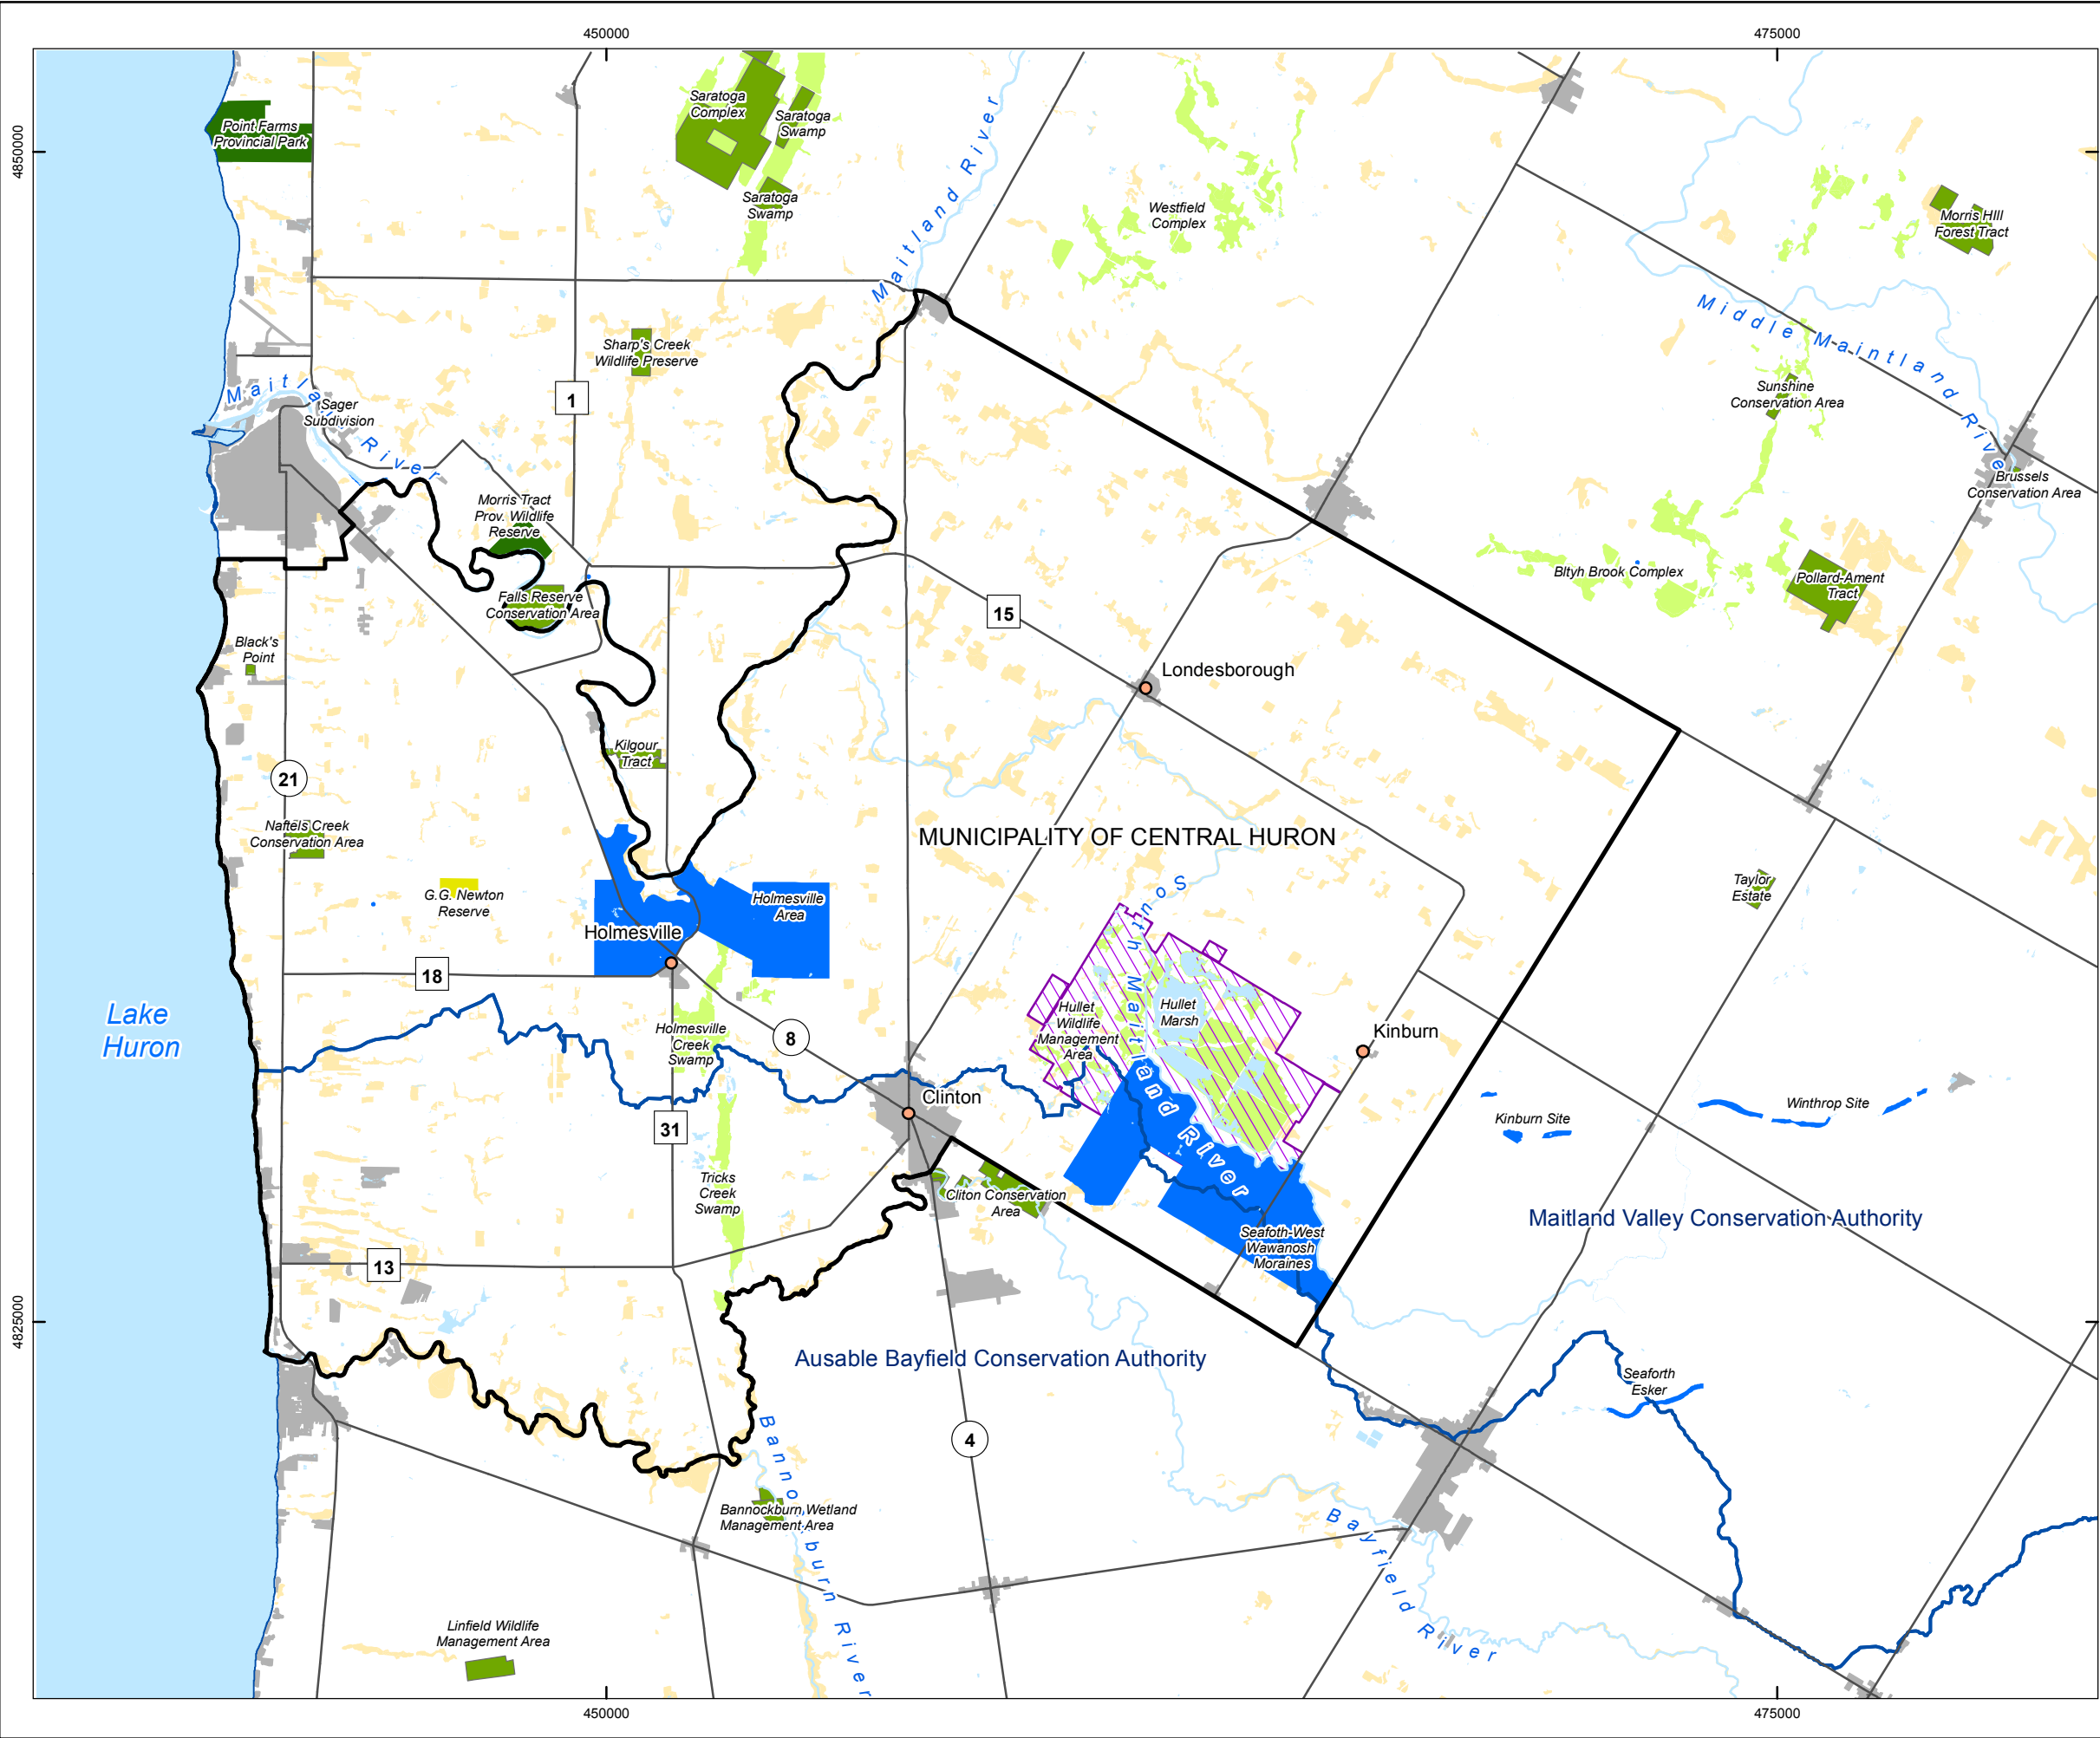 450000
475000
4850000
Point Farms
Provincial Park
Saratoga
Complex
Saratoga
Swamp
Saratoga
Swamp
Maitland River
Westfield
Complex
Morris HIll
Forest Tract
Middle Maintland River
Sharp's Creek
Wildlife Preserve
1
Sunshine
Conservation Area
Maitland River
Sager
Subdivision
Brussels
Conservation Area
Morris Tract
Prov. Wildlife
Reserve
Bltyh Brook Complex
Pollard-Ament
Tract
Falls Reserve
Conservation Area
15
Black's
Point
Londesborough
Kilgour
Tract
21
Naftels Creek
Conservation Area
MUNICIPALITY OF CENTRAL HURON
G.G. Newton
Reserve
Holmesville
Area
Taylor
Estate
South Maitland River
Holmesville
18
Lake
Huron
Hullet
Wildlife
Management
Area
Hullet
Marsh
Kinburn
Holmesville
Creek
Swamp
8
Clinton
31
Kinburn Site
Winthrop Site
Tricks
Creek
Swamp
Cliton Conservation
Area
Seafoth-West
Wawanosh
Moraines
Maitland Valley Conservation Authority
13
4825000
Ausable Bayfield Conservation Authority
Seaforth
Esker
4
Bannockburn River
Bannockburn Wetland
Management Area
Bayfield River
Linfield Wildlife
Management Area
450000
475000